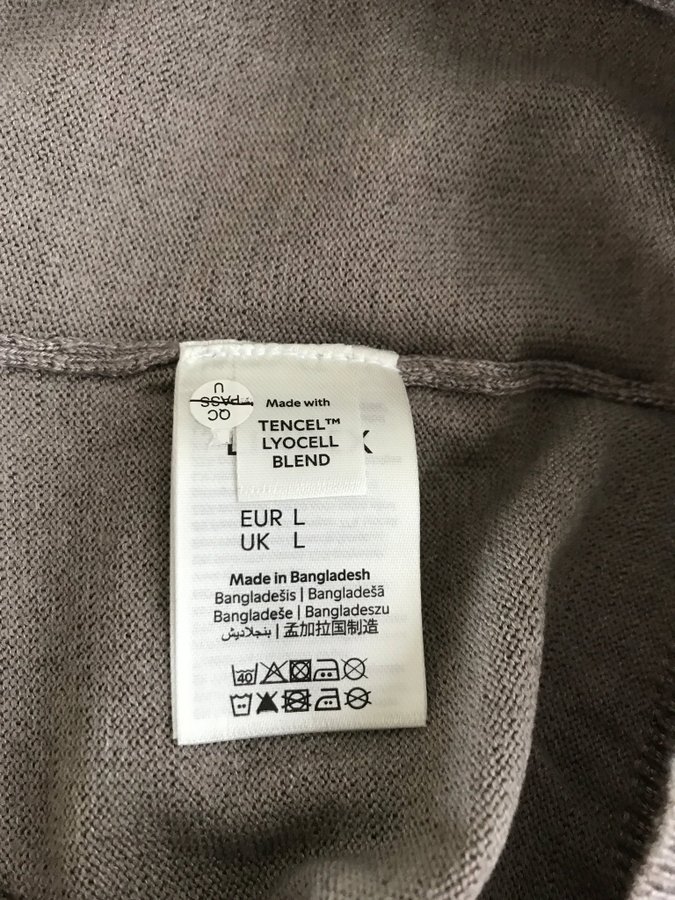 QC
PASS
U
Made with
TENCEL™
LYOCELL
BLEND
EUR L
UK L
Made in Bangladesh
Bangladešis | Bangladešā
Bangladeše | Bangladeszu
بنجلاديش | 孟加拉国制造
40